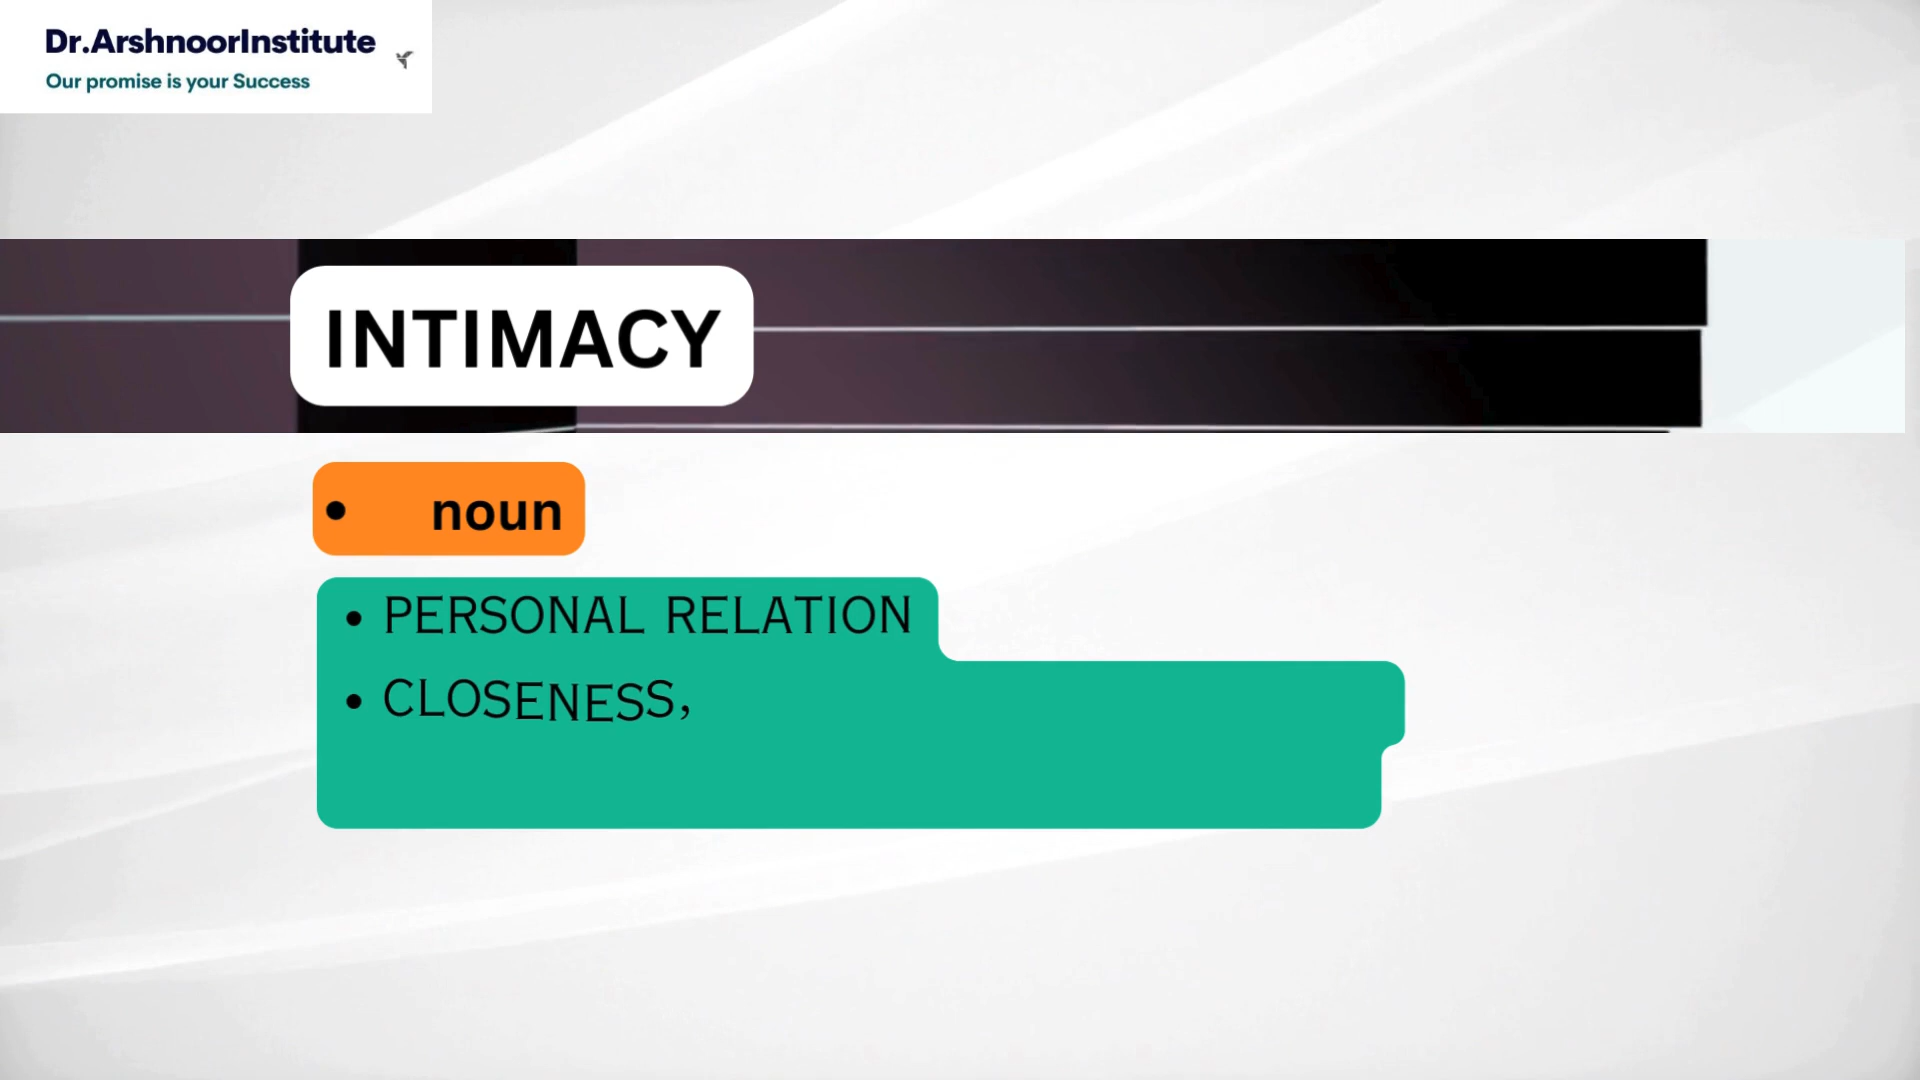 Dr.ArshnoorInstitute
Our promise is your Success
INTIMACY
• noun
• PERSONAL RELATION
• CLOSENESS,